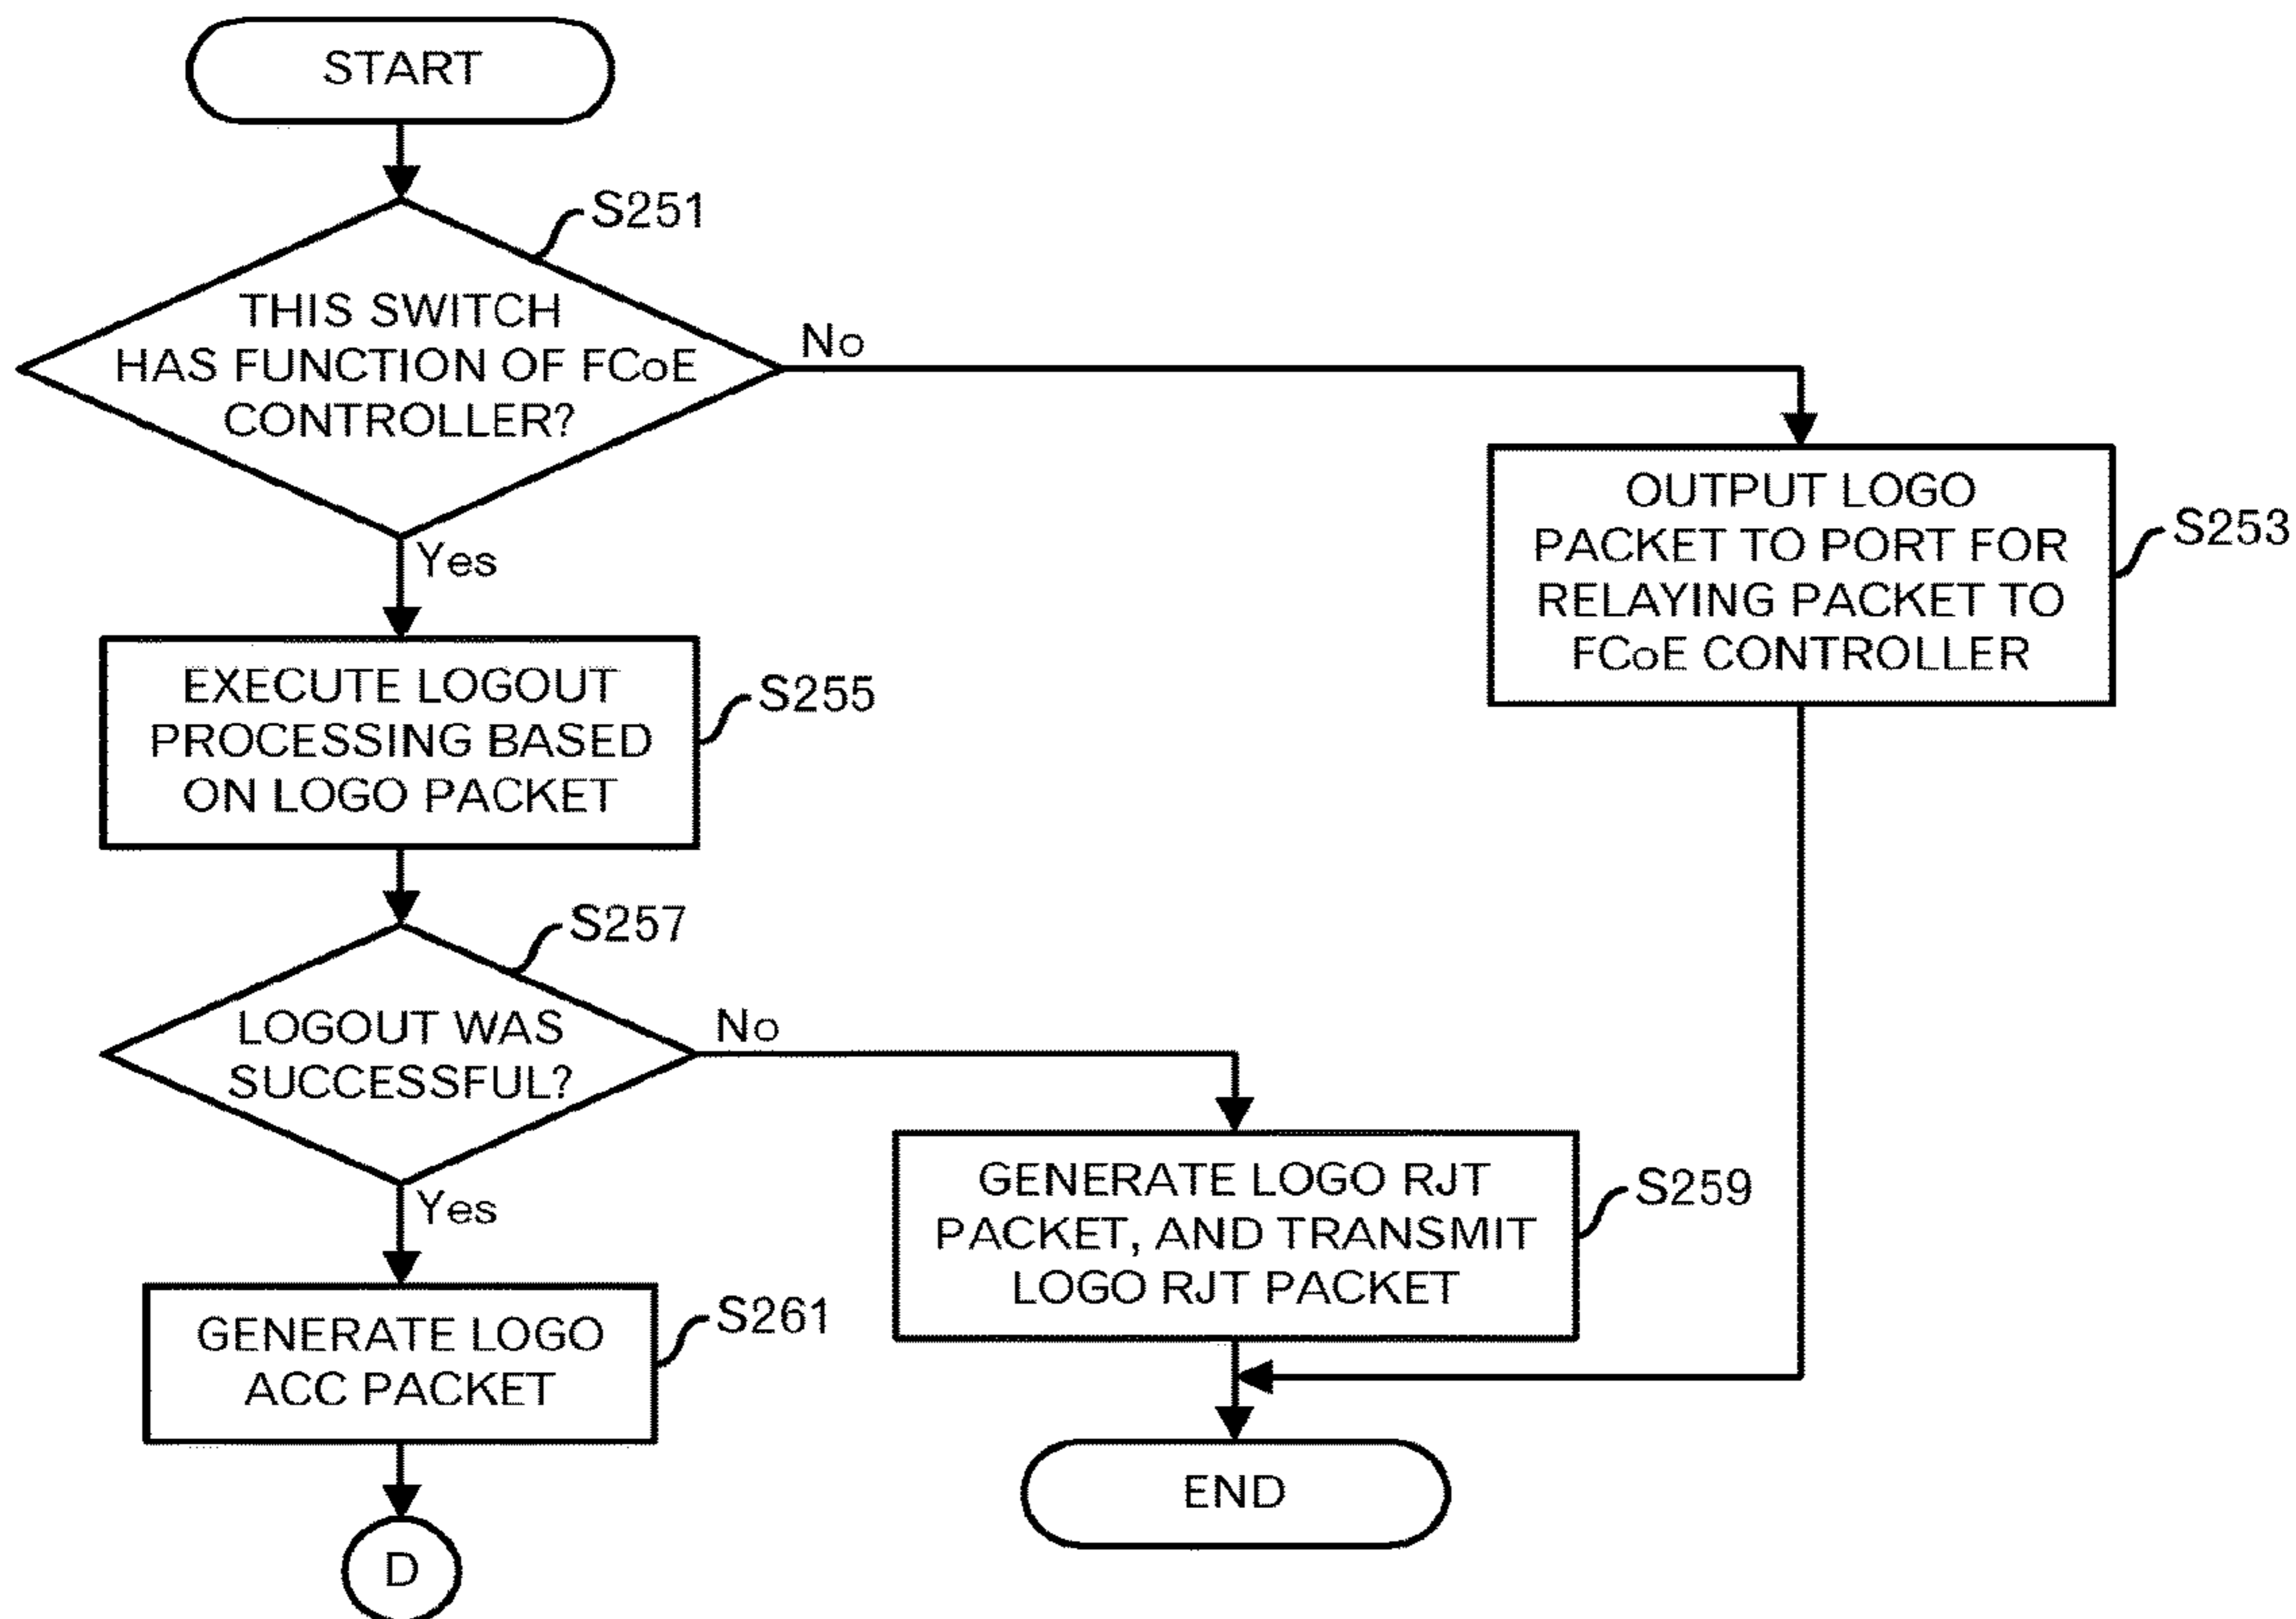 START
S251
THIS SWITCH
HAS FUNCTION OF FCoE
CONTROLLER?
No
Yes
OUTPUT LOGO
PACKET TO PORT FOR
RELAYING PACKET TO
FCoE CONTROLLER
S253
EXECUTE LOGOUT
PROCESSING BASED
ON LOGO PACKET
S255
S257
LOGOUT WAS
SUCCESSFUL?
No
Yes
GENERATE LOGO RJT
PACKET, AND TRANSMIT
LOGO RJT PACKET
S259
GENERATE LOGO
ACC PACKET
S261
END
D